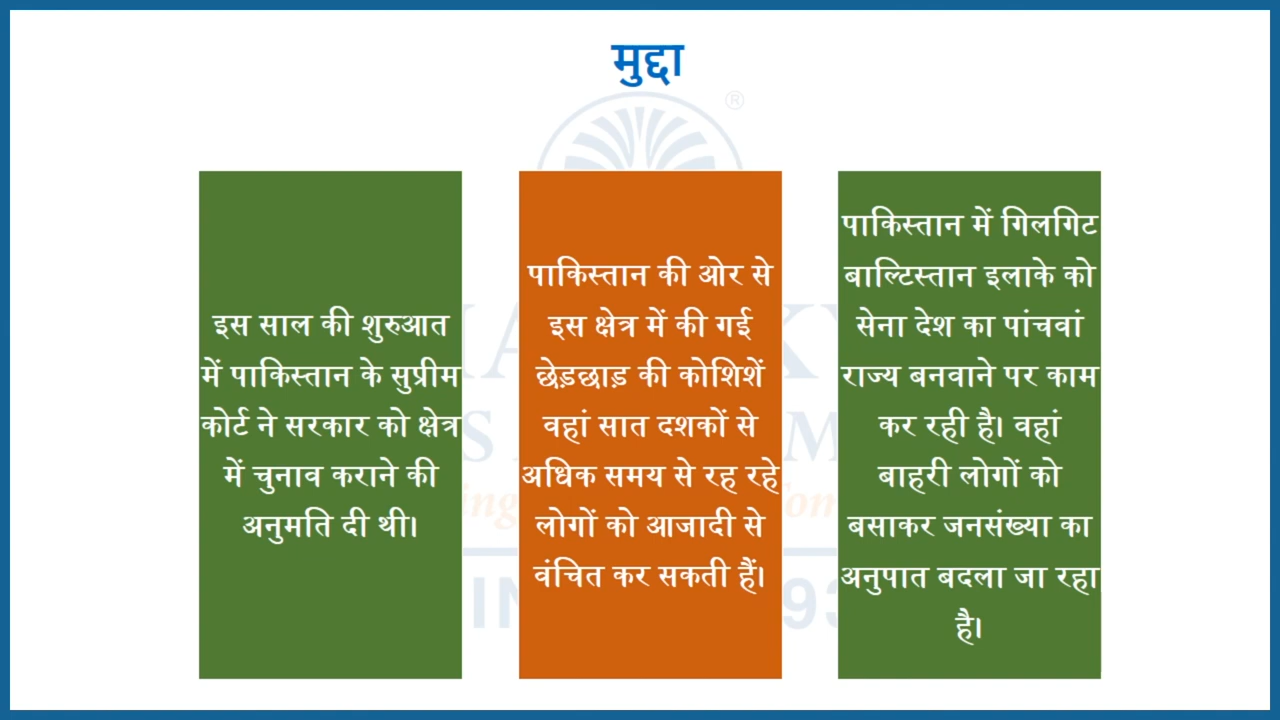 मुद्दा
®
इस साल की शुरुआत
में पाकिस्तान के सुप्रीम
कोर्ट ने सरकार को क्षेत्र
में चुनाव कराने की
अनुमति दी थी।
पाकिस्तान की ओर से
इस क्षेत्र में की गई
छेड़छाड़ की कोशिशें
वहां सात दशकों से
अधिक समय से रह रहे
लोगों को आजादी से
वंचित कर सकती हैं।
पाकिस्तान में गिलगिट
बाल्टिस्तान इलाके को
सेना देश का पांचवां
राज्य बनवाने पर काम
कर रही है। वहां
बाहरी लोगों को
बसाकर जनसंख्या का
अनुपात बदला जा रहा
है।